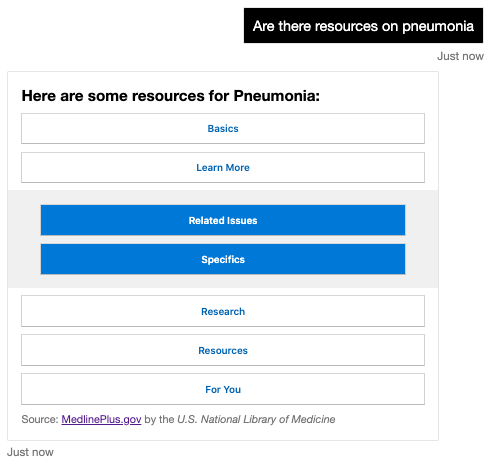 Are there resources on pneumonia
Just now
Here are some resources for Pneumonia:
Basics
Learn More
Related Issues
Specifics
Research
Resources
For You
Source: MedlinePlus.gov by the U.S. National Library of Medicine
Just now